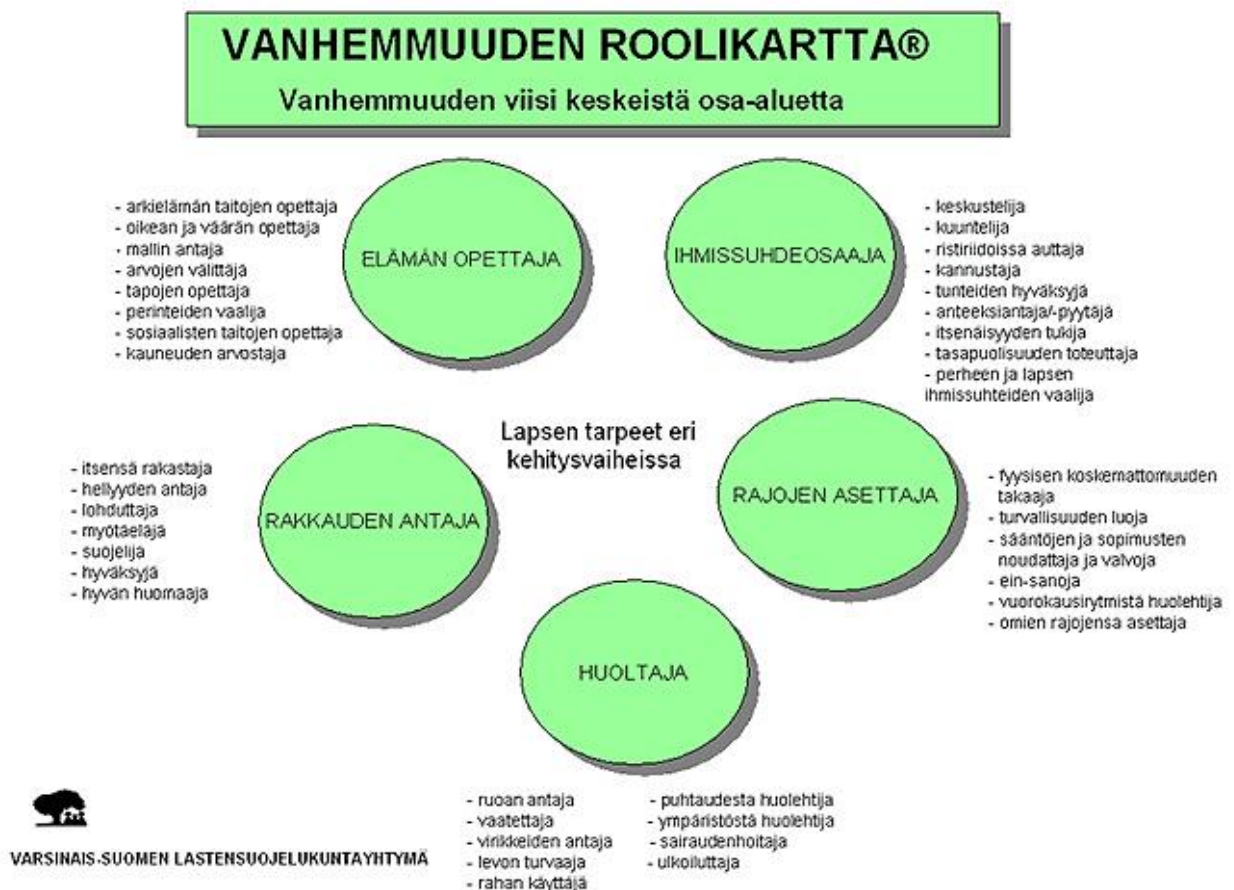 VANHEMMUUDEN ROOLIKARTTA®
Vanhemmuuden viisi keskeistä osa-aluetta
ELÄMÄN OPETTAJA
- arkielämän taitojen opettaja
- oikean ja väärän opettaja
- mallin antaja
- arvojen välittäjä
- tapojen opettaja
- perinteiden vaalija
- sosiaalisten taitojen opettaja
- kauneuden arvostaja
IHMISSUHDEOSAAJA
- keskustelija
- kuuntelija
- ristiriidoissa auttaja
- kannustaja
- tunteiden hyväksyjä
- anteeksiantaja/-pyytäjä
- itsenäisyyden tukija
- tasapuolisuuden toteuttaja
- perheen ja lapsen
ihmissuhteiden vaalija
Lapsen tarpeet eri
kehitysvaiheissa
RAKKAUDEN ANTAJA
- itsensä rakastaja
- hellyyden antaja
- lohduttaja
- myötäeläjä
- suojelija
- hyväksyjä
- hyvän huomaaja
RAJOJEN ASETTAJA
- fyysisen koskemattomuuden
takaaja
- turvallisuuden luoja
- sääntöjen ja sopimusten
noudattaja ja valvoja
- ein-sanoja
- vuorokausirytmistä huolehtija
- omien rajojensa asettaja
HUOLTAJA
- ruoan antaja
- vaatettaja
- virikkeiden antaja
- levon turvaaja
- rahan käyttäjä
- puhtaudesta huolehtija
- ympäristöstä huolehtija
- sairaudenhoitaja
- ulkoiluttaja
VARSINAIS-SUOMEN LASTENSUOJELUKUNTAYHTYMÄ